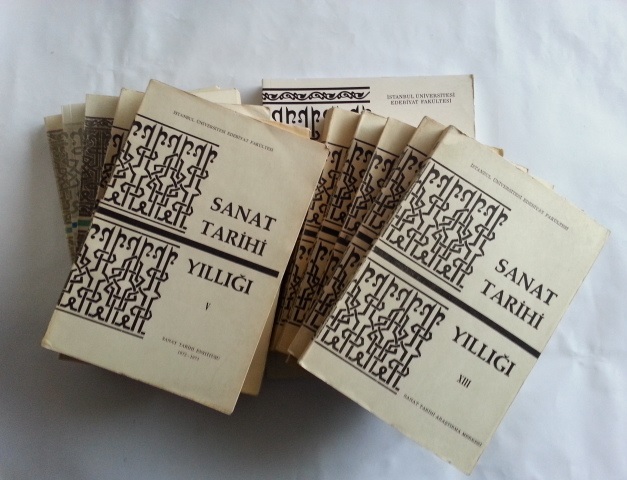 İSTANBUL ÜNİVERSİTESİ EDEBİYAT FAKÜLTESİ
SANAT
TARİHİ
YILLIĞI
V
SANAT TARİHİ ENSTİTÜSÜ
İSTANBUL ÜNİVERSİTESİ
EDEBİYAT FAKÜLTESİ
İSTANBUL ÜNİVERSİTESİ EDEBİYAT FAKÜLTESİ
SANAT
TARİHİ
YILLIĞI
XIII
SANAT TARİHİ ARAŞTIRMA MERKEZİ